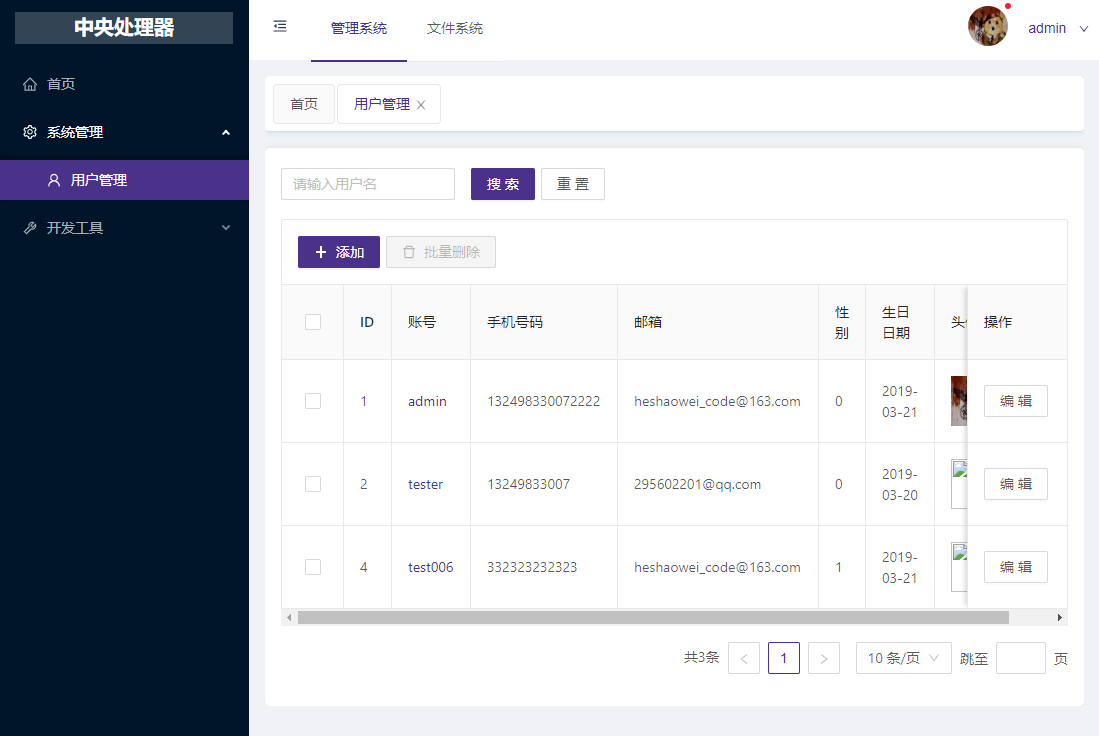 中央处理器
首页
系统管理
用户管理
开发工具
管理系统 文件系统
admin
首页 用户管理
请输入用户名 搜 索 重 置
添加 批量删除
ID 账号 手机号码 邮箱 性别 生日日期 头 操作
1 admin 132498330072222 heshaowei_code@163.com 0 2019-03-21 编 辑
2 tester 13249833007 295602201@qq.com 0 2019-03-20 编 辑
4 test006 332323232323 heshaowei_code@163.com 1 2019-03-21 编 辑
共3条 < 1 > 10 条/页 跳至 页